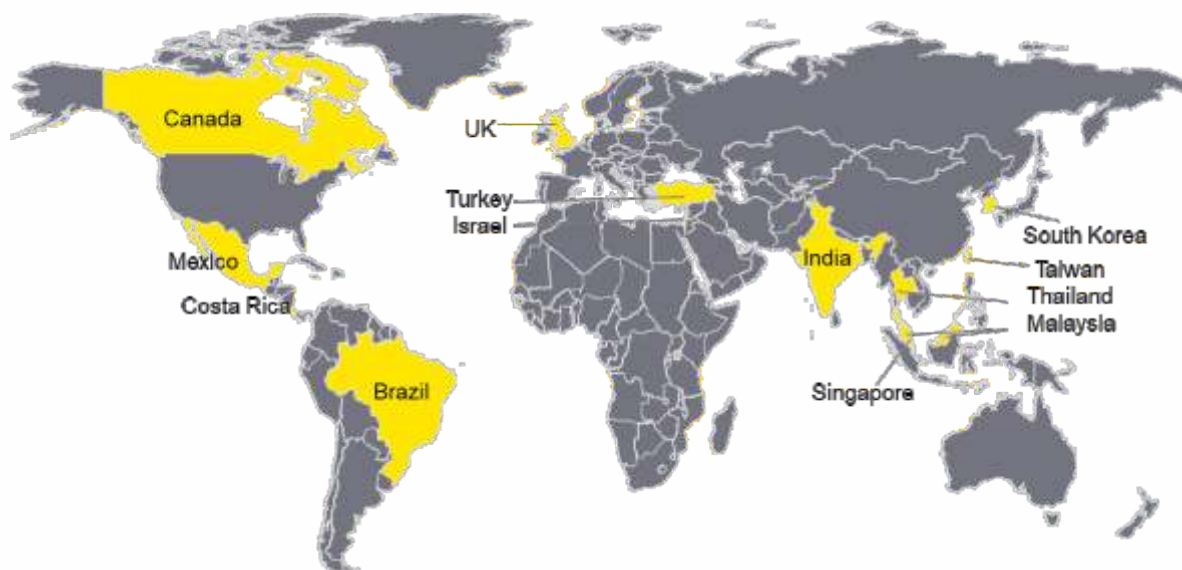 Canada
UK
Turkey
Israel
South Korea
Mexico
India
Taiwan
Thailand
Costa Rica
Malaysia
Brazil
Singapore